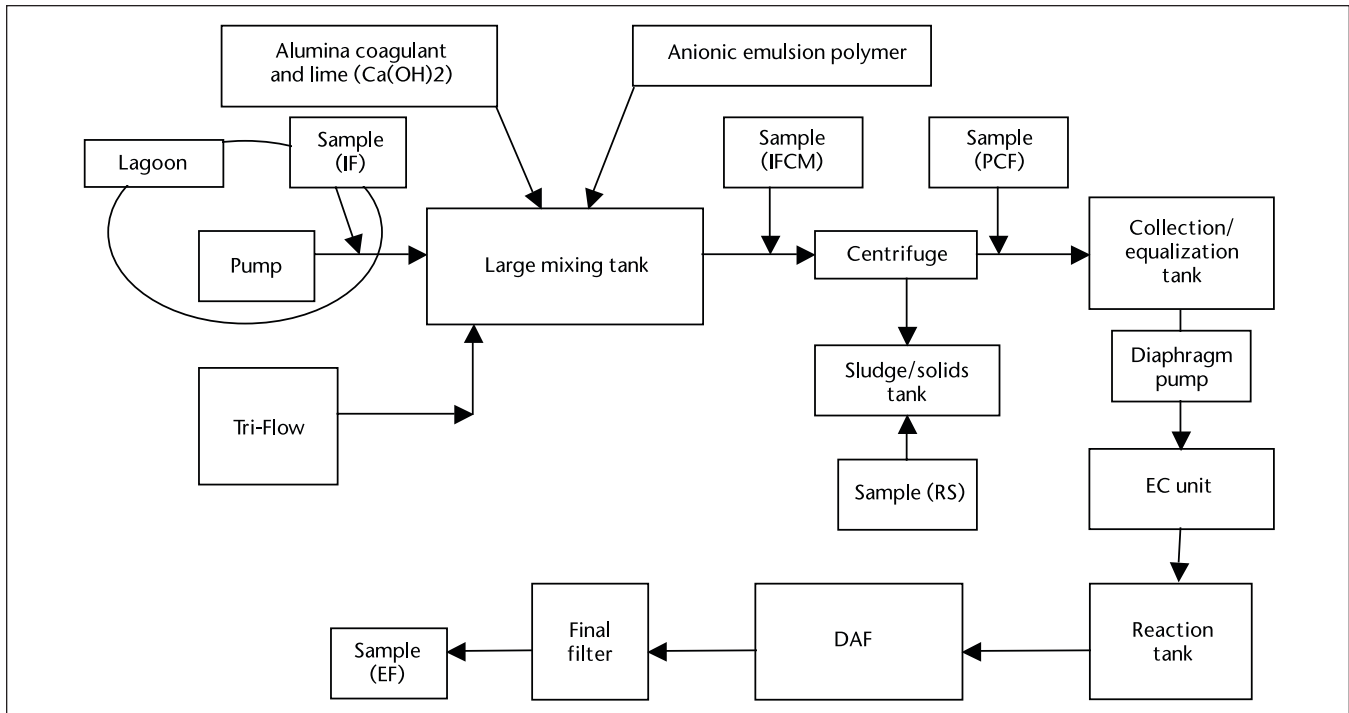 Alumina coagulant
and lime (Ca(OH)2)
Anionic emulsion polymer
Lagoon
Sample
(IF)
Sample
(IFCM)
Sample
(PCF)
Pump
Large mixing tank
Centrifuge
Collection/
equalization
tank
Tri-Flow
Sludge/solids
tank
Diaphragm
pump
Sample (RS)
EC unit
Sample
(EF)
Final
filter
DAF
Reaction
tank